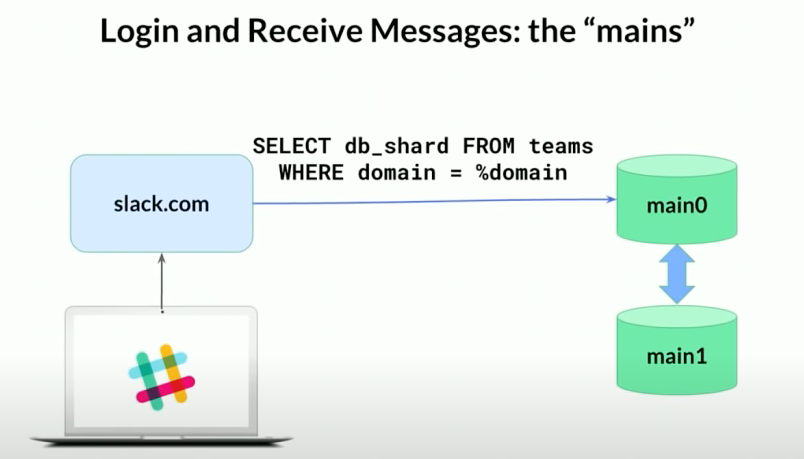 Login and Receive Messages: the “mains”
SELECT db_shard FROM teams
WHERE domain = %domain
slack.com
main0
main1